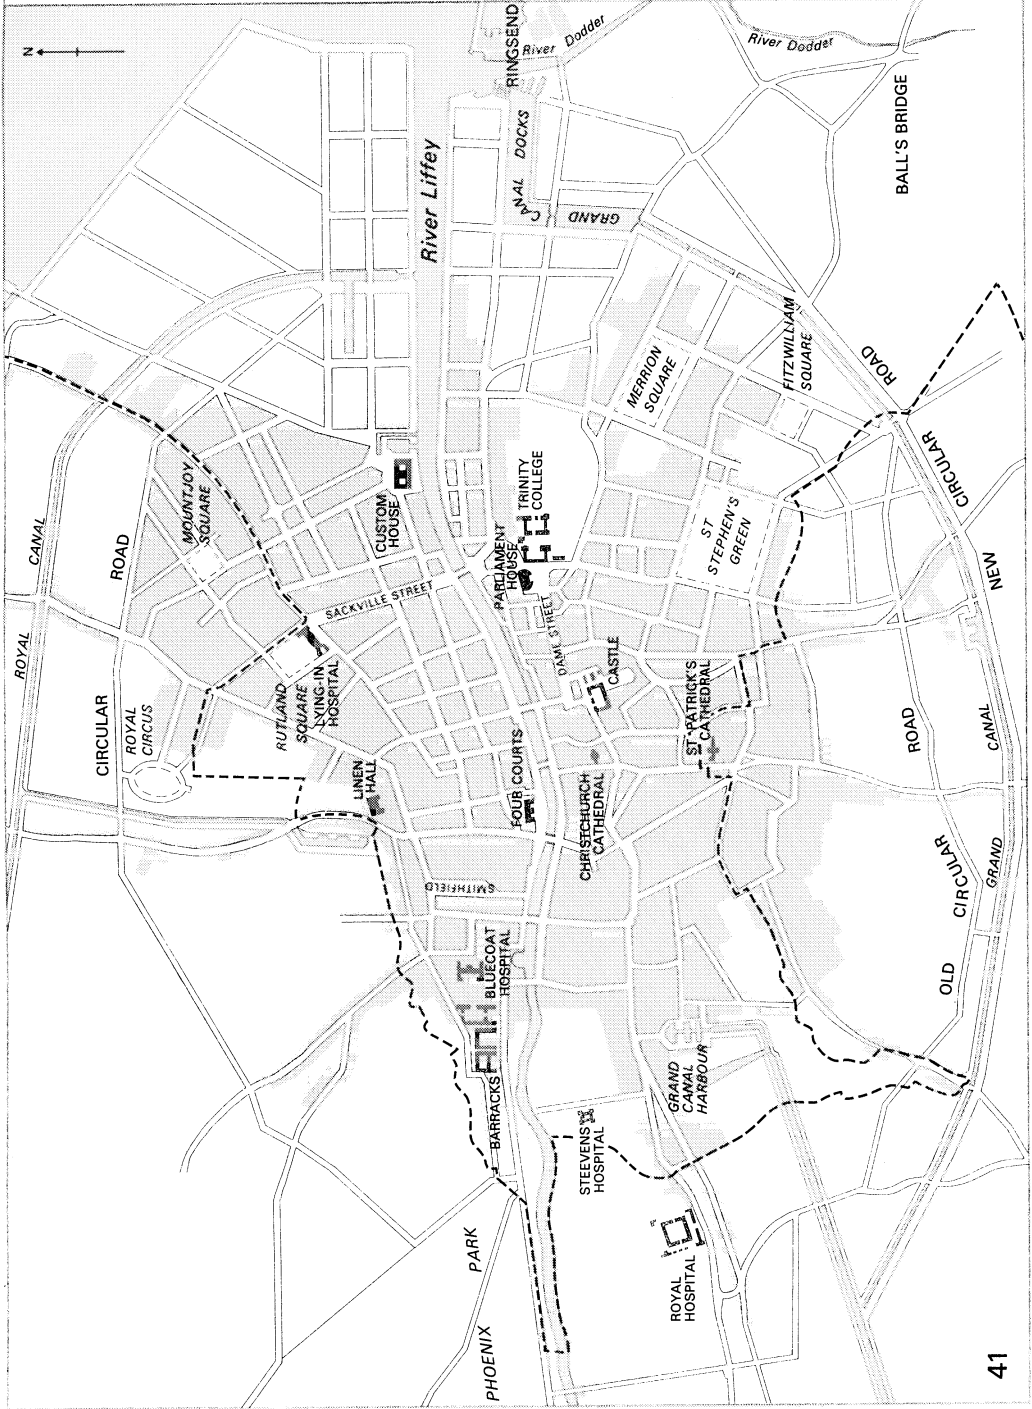 N
ROYAL
CANAL
CIRCULAR
ROAD
ROYAL
CIRCUS
MOUNTJOY
SQUARE
RUTLAND
SQUARE
LYING-IN
HOSPITAL
SACKVILLE STREET
LINEN
HALL
CUSTOM
HOUSE
River Liffey
RINGSEND
River Dodder
River Dodder
CANAL DOCKS
GRAND
BALL'S BRIDGE
SMITHFIELD
BLUECOAT
HOSPITAL
BARRACKS
FOUR COURTS
PARLIAMENT
HOUSE
TRINITY
COLLEGE
DAME STREET
CASTLE
CHRISTCHURCH
CATHEDRAL
ST PATRICK'S
CATHEDRAL
ST
STEPHEN'S
GREEN
MERRION
SQUARE
FITZWILLIAM
SQUARE
PHOENIX
PARK
STEEVENS
HOSPITAL
ROYAL
HOSPITAL
GRAND
CANAL
HARBOUR
OLD
CIRCULAR
ROAD
GRAND
CANAL
NEW
CIRCULAR
ROAD
41